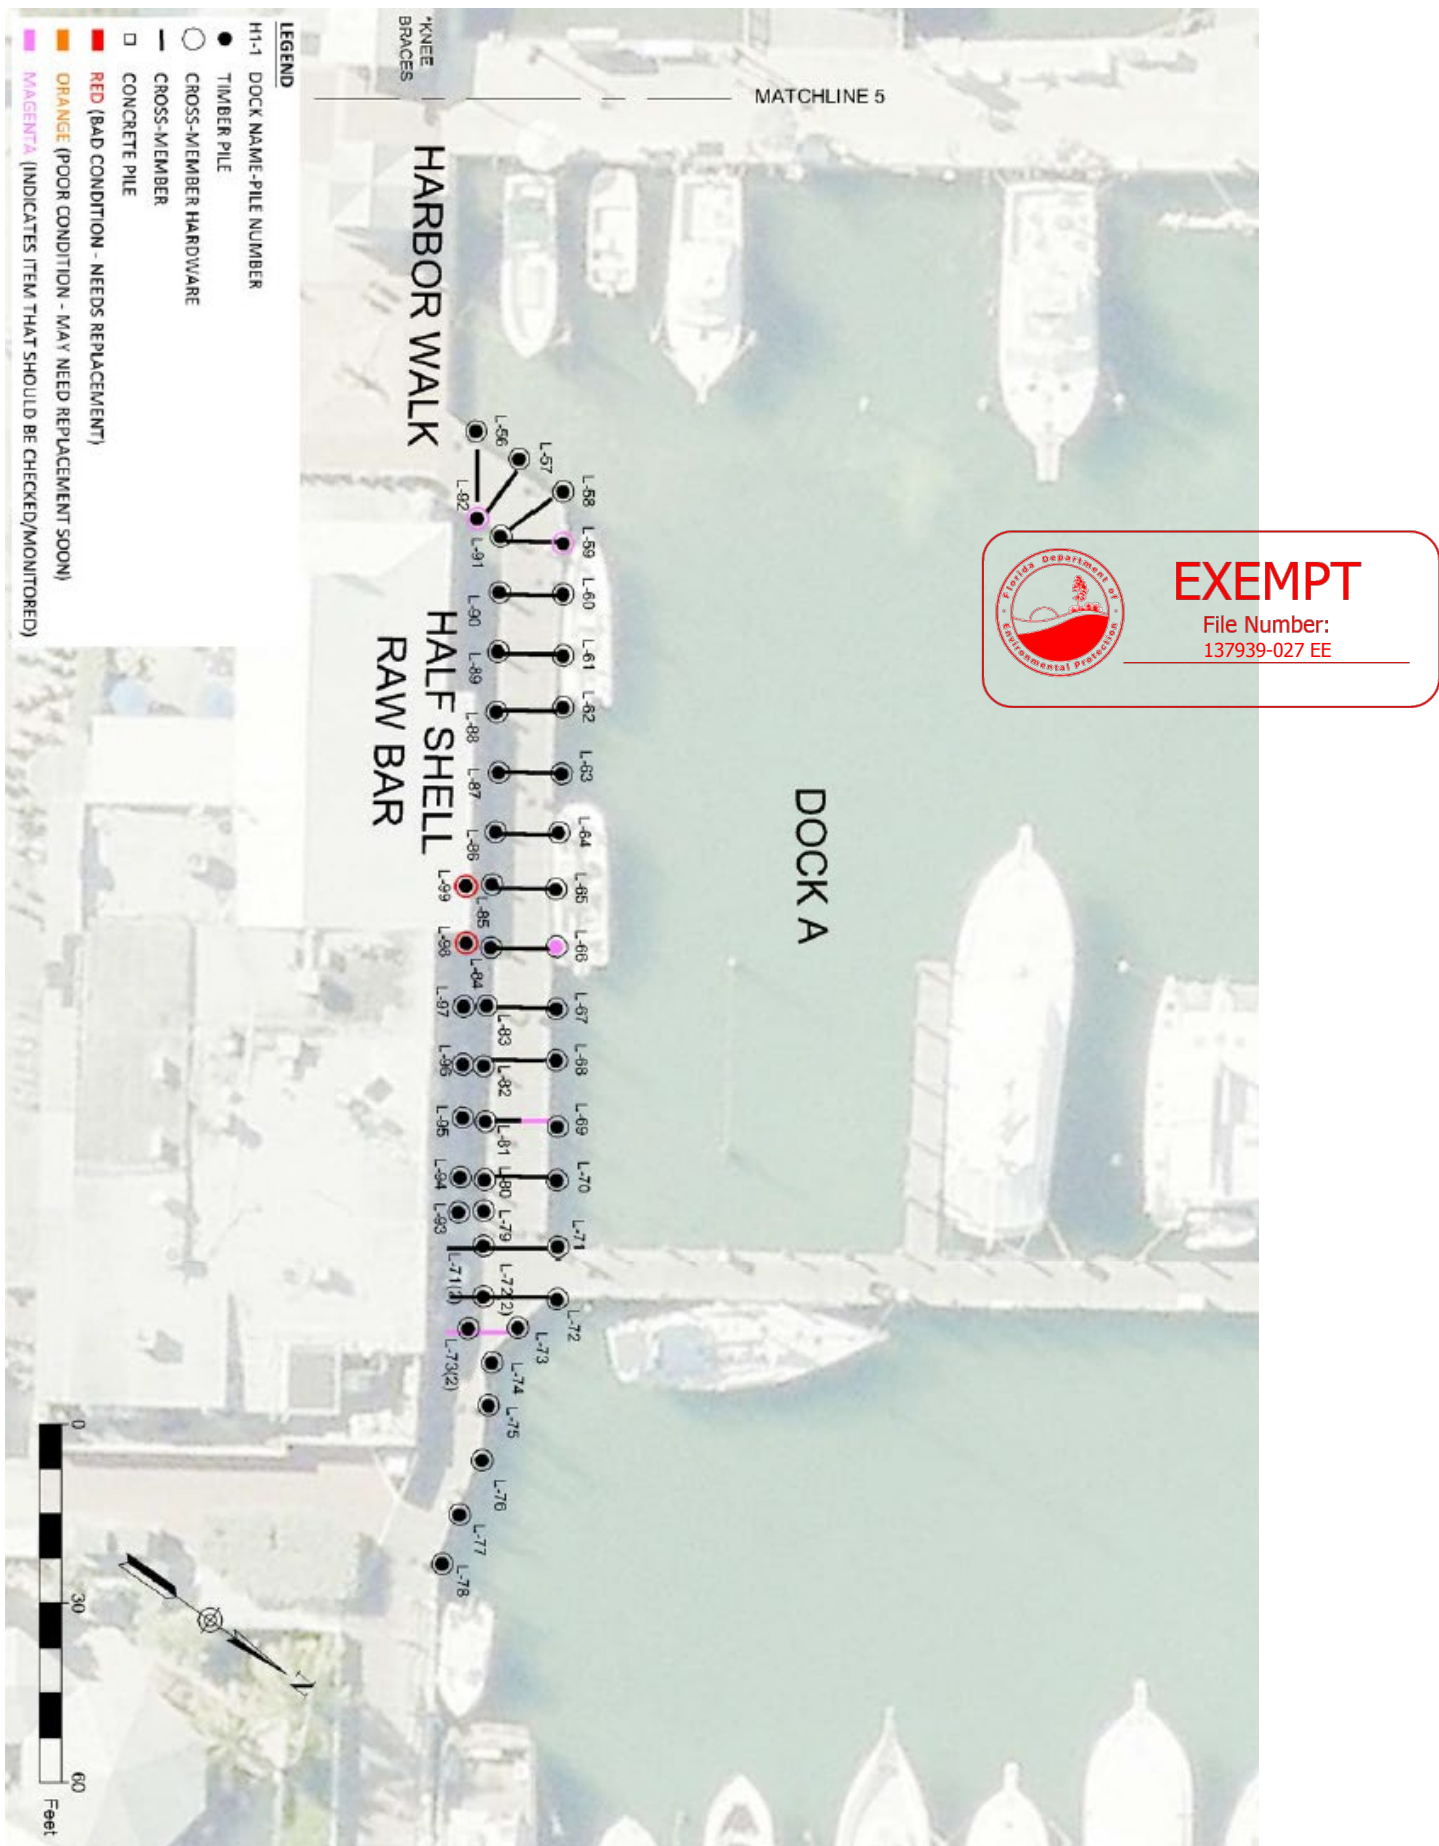 LEGEND
H1-1 DOCK NAME-PILE NUMBER
TIMBER PILE
CROSS-MEMBER HARDWARE
CROSS-MEMBER
CONCRETE PILE
RED (BAD CONDITION - NEEDS REPLACEMENT)
ORANGE (POOR CONDITION - MAY NEED REPLACEMENT SOON)
MAGENTA (INDICATES ITEM THAT SHOULD BE CHECKED/MONITORED)
*KNEE
BRACES
MATCHLINE 5
HARBOR WALK
HALF SHELL
RAW BAR
DOCK A
EXEMPT
File Number:
137939-027 EE
Florida Department of
Environmental Protection
L-56
L-57
L-58
L-59
L-60
L-61
L-62
L-63
L-64
L-65
L-66
L-67
L-68
L-69
L-70
L-71
L-72
L-73
L-74
L-75
L-76
L-77
L-78
L-92
L-91
L-90
L-89
L-88
L-87
L-86
L-85
L-84
L-83
L-82
L-81
L-80
L-79
L-72(2)
L-99
L-98
L-97
L-96
L-95
L-94
L-93
L-71(2)
L-73(2)
0
30
60
Feet
N